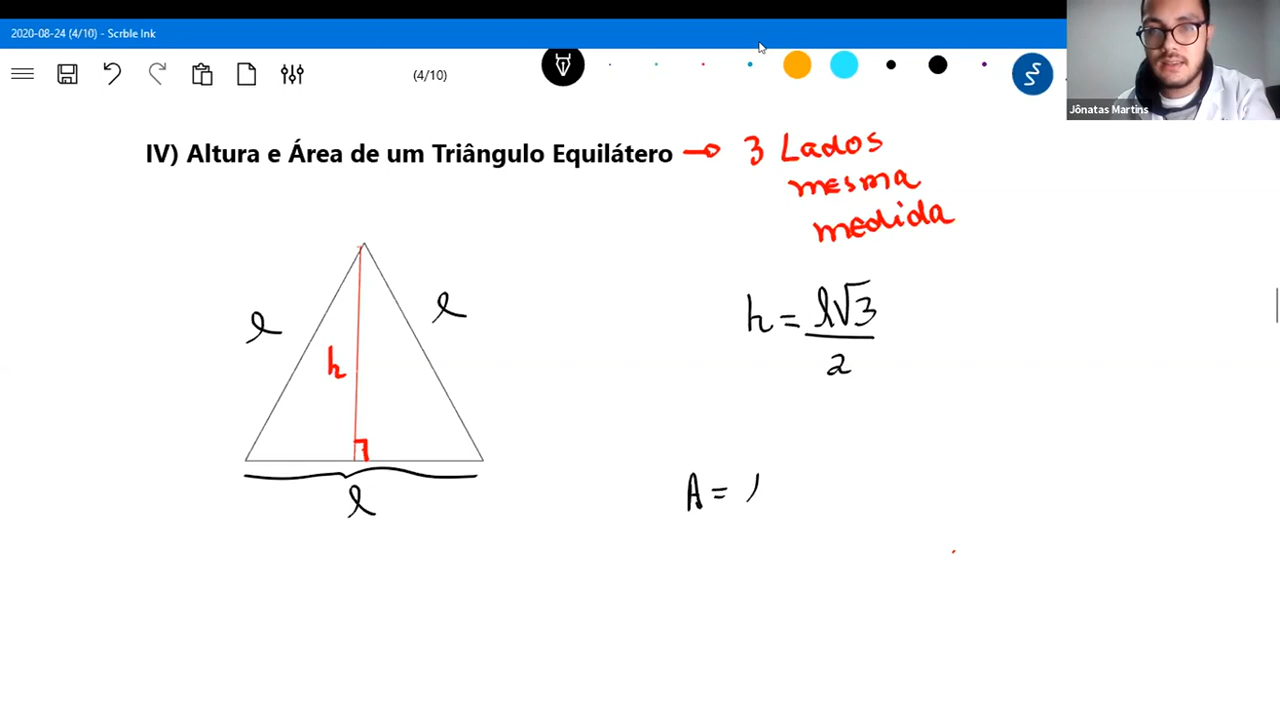 2020-08-24 (4/10) - Scrble Ink
(4/10)
Jônatas Martins
IV) Altura e Área de um Triângulo Equilátero → 3 Lados
mesma
medida
l
l
h
h = l√3
2
l
A =